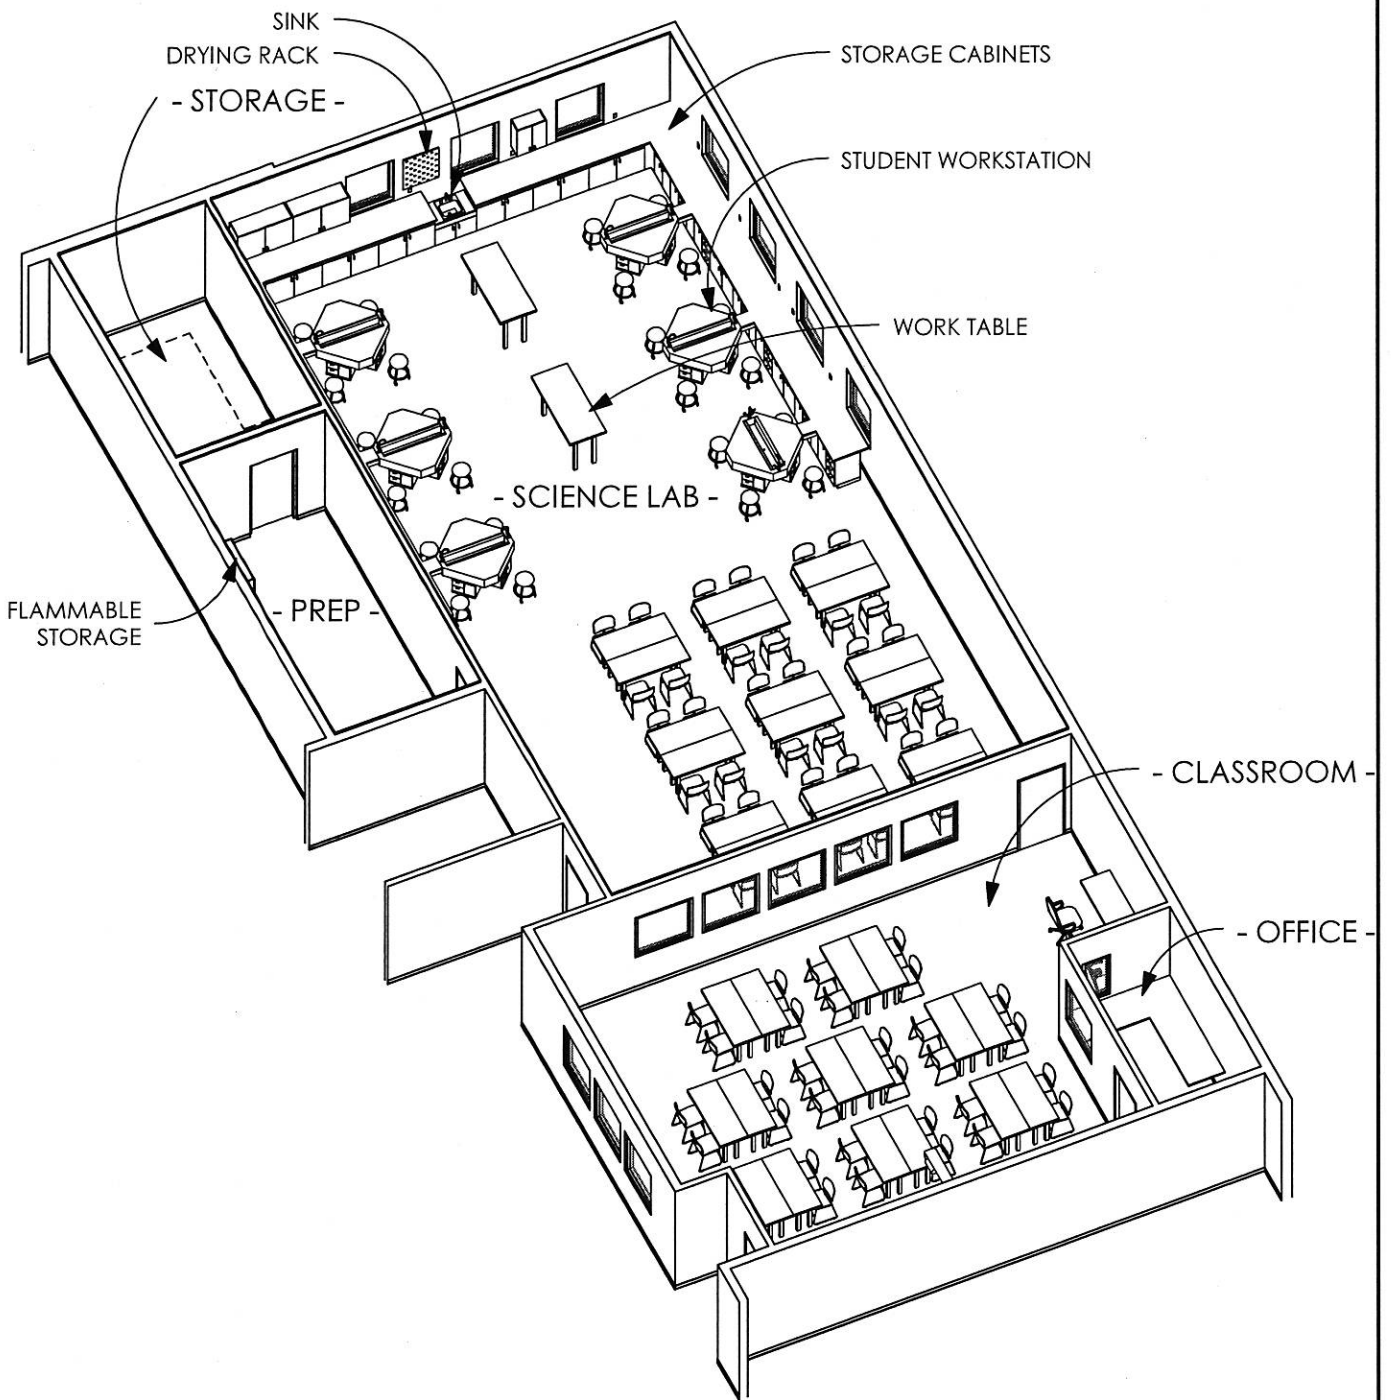 SINK
DRYING RACK
- STORAGE -
STORAGE CABINETS
STUDENT WORKSTATION
WORK TABLE
- SCIENCE LAB -
FLAMMABLE
STORAGE
- PREP -
- CLASSROOM -
- OFFICE -